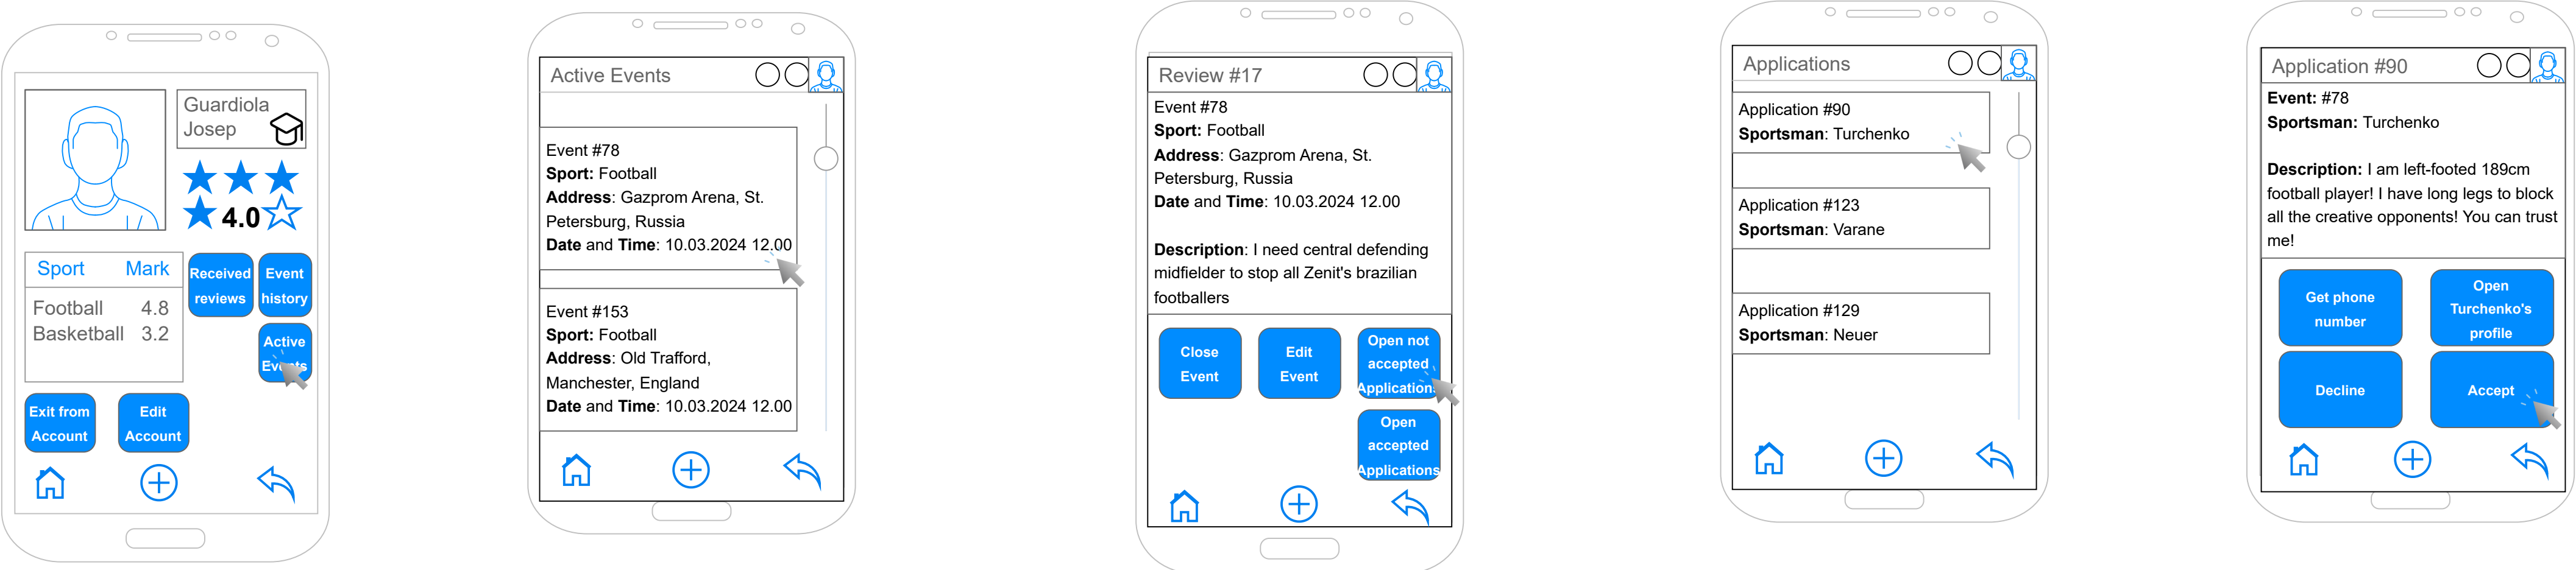 Guardiola
Josep
4.0
Sport Mark
Football 4.8
Basketball 3.2
Received
reviews
Event
history
Active
Events
Exit from
Account
Edit
Account
Active Events
Event #78
Sport: Football
Address: Gazprom Arena, St.
Petersburg, Russia
Date and Time: 10.03.2024 12.00
Event #153
Sport: Football
Address: Old Trafford,
Manchester, England
Date and Time: 10.03.2024 12.00
Review #17
Event #78
Sport: Football
Address: Gazprom Arena, St.
Petersburg, Russia
Date and Time: 10.03.2024 12.00
Description: I need central defending
midfielder to stop all Zenit's brazilian
footballers
Close
Event
Edit
Event
Open not
accepted
Applications
Open
accepted
Applications
Applications
Application #90
Sportsman: Turchenko
Application #123
Sportsman: Varane
Application #129
Sportsman: Neuer
Application #90
Event: #78
Sportsman: Turchenko
Description: I am left-footed 189cm
football player! I have long legs to block
all the creative opponents! You can trust
me!
Get phone
number
Open
Turchenko's
profile
Decline
Accept